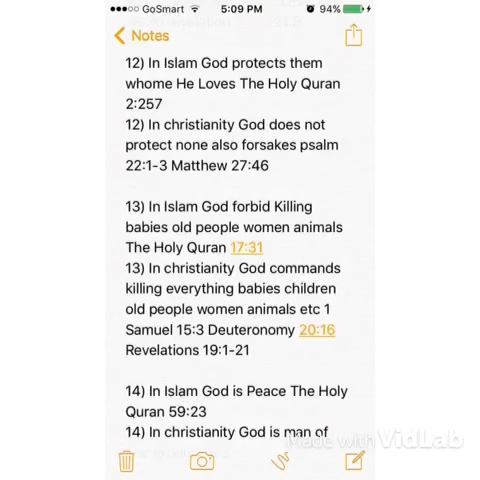 GoSmart 5:09 PM 94%
Notes
12) In Islam God protects them
whome He Loves The Holy Quran
2:257
12) In christianity God does not
protect none also forsakes psalm
22:1-3 Matthew 27:46
13) In Islam God forbid Killing
babies old people women animals
The Holy Quran 17:31
13) In christianity God commands
killing everything babies children
old people women animals etc 1
Samuel 15:3 Deuteronomy 20:16
Revelations 19:1-21
14) In Islam God is Peace The Holy
Quran 59:23
14) In christianity God is man of
Made with VidLab